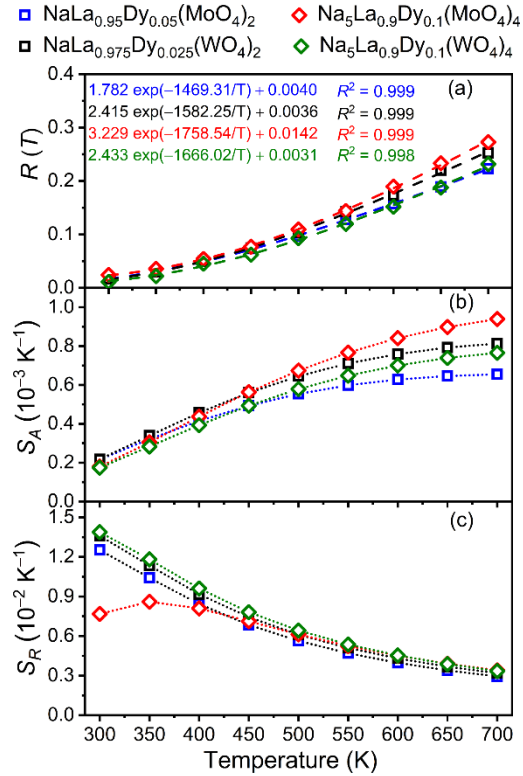 NaLa₀.₉₅Dy₀.₀₅(MoO₄)₂ Na₅La₀.₉Dy₀.₁(MoO₄)₄
NaLa₀.₉₇₅Dy₀.₀₂₅(WO₄)₂ Na₅La₀.₉Dy₀.₁(WO₄)₄
0.4
1.782 exp(−1469.31/T) + 0.0040 R² = 0.999 (a)
2.415 exp(−1582.25/T) + 0.0036 R² = 0.999
0.3
3.229 exp(−1758.54/T) + 0.0142 R² = 0.999
2.433 exp(−1666.02/T) + 0.0031 R² = 0.998
R (T)
0.2
0.1
0.0
1.0
(b)
0.8
S_A (10⁻³ K⁻¹)
0.6
0.4
0.2
0.0
1.5
(c)
1.2
S_R (10⁻² K⁻¹)
0.9
0.6
0.3
0.0
300 350 400 450 500 550 600 650 700
Temperature (K)